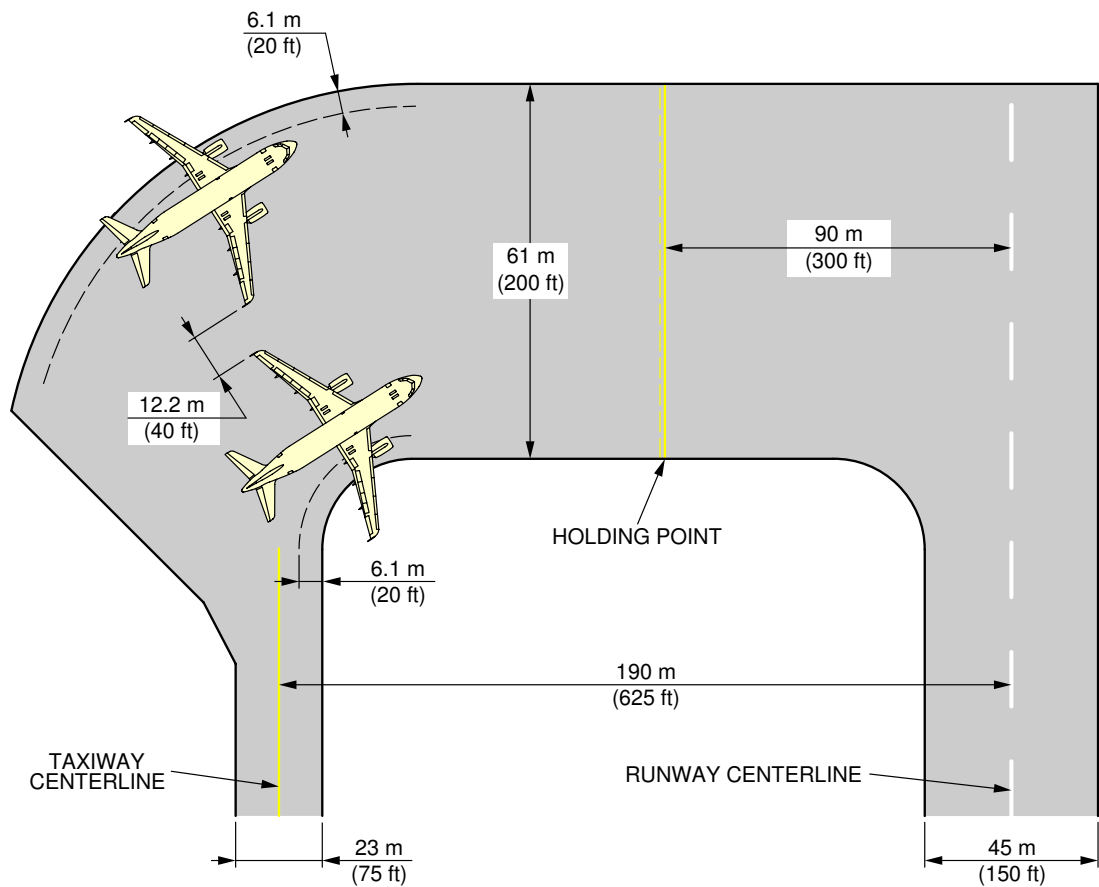 6.1 m
(20 ft)
61 m
(200 ft)
90 m
(300 ft)
12.2 m
(40 ft)
HOLDING POINT
6.1 m
(20 ft)
190 m
(625 ft)
TAXIWAY
CENTERLINE
RUNWAY CENTERLINE
23 m
(75 ft)
45 m
(150 ft)